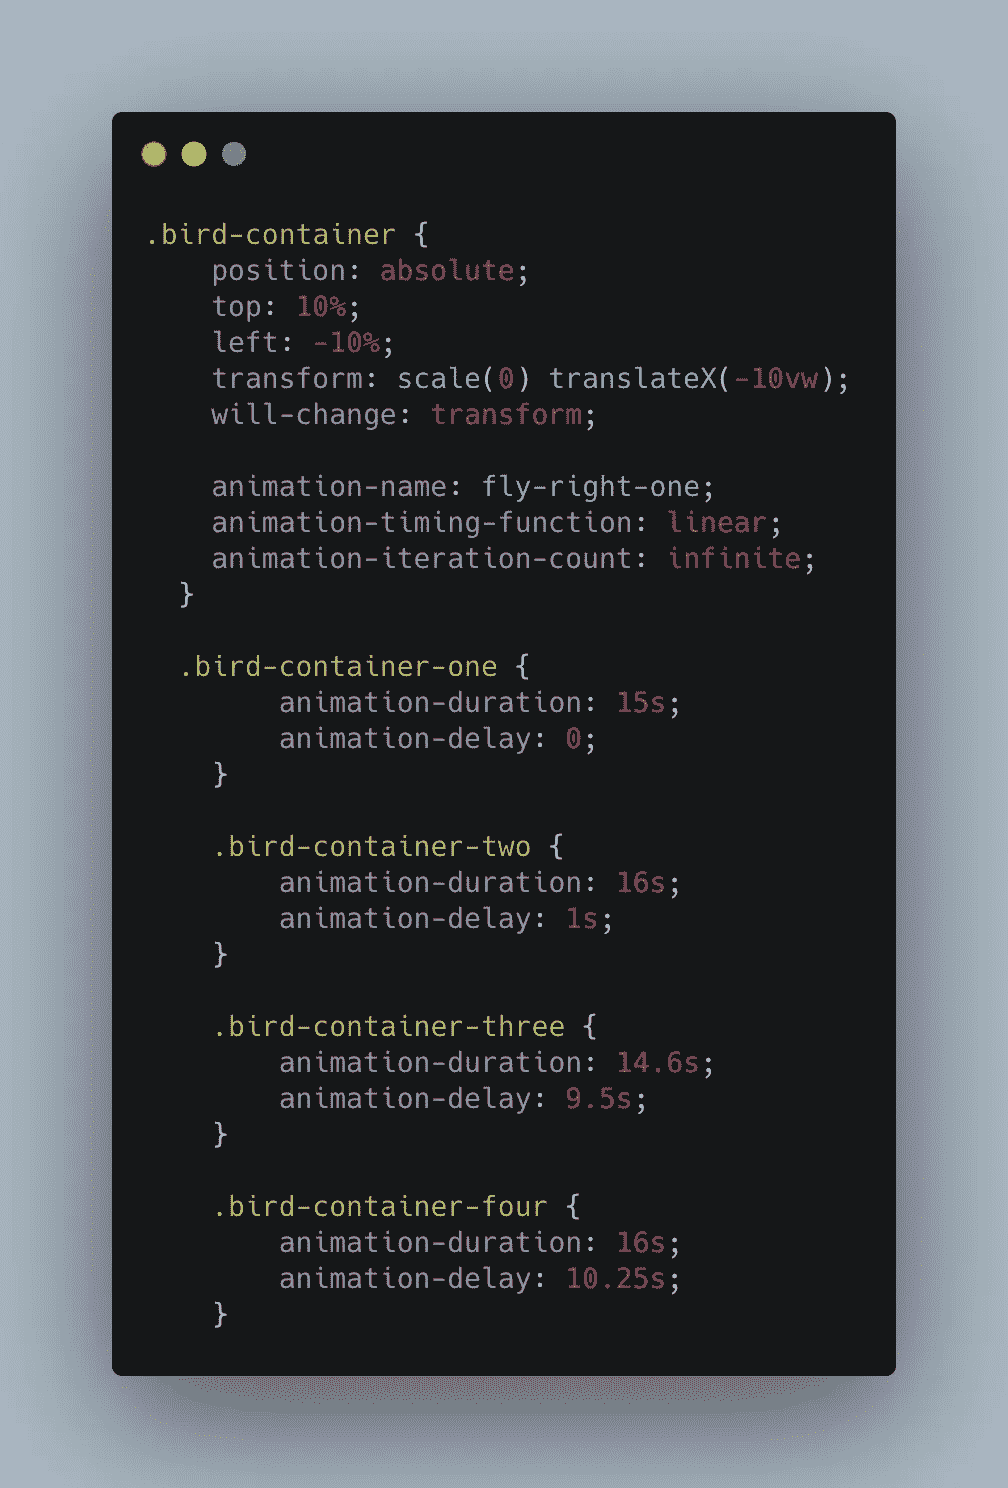 .bird-container {
    position: absolute;
    top: 10%;
    left: -10%;
    transform: scale(0) translateX(-10vw);
    will-change: transform;

    animation-name: fly-right-one;
    animation-timing-function: linear;
    animation-iteration-count: infinite;
  }

  .bird-container-one {
        animation-duration: 15s;
        animation-delay: 0;
    }

    .bird-container-two {
        animation-duration: 16s;
        animation-delay: 1s;
    }

    .bird-container-three {
        animation-duration: 14.6s;
        animation-delay: 9.5s;
    }

    .bird-container-four {
        animation-duration: 16s;
        animation-delay: 10.25s;
    }